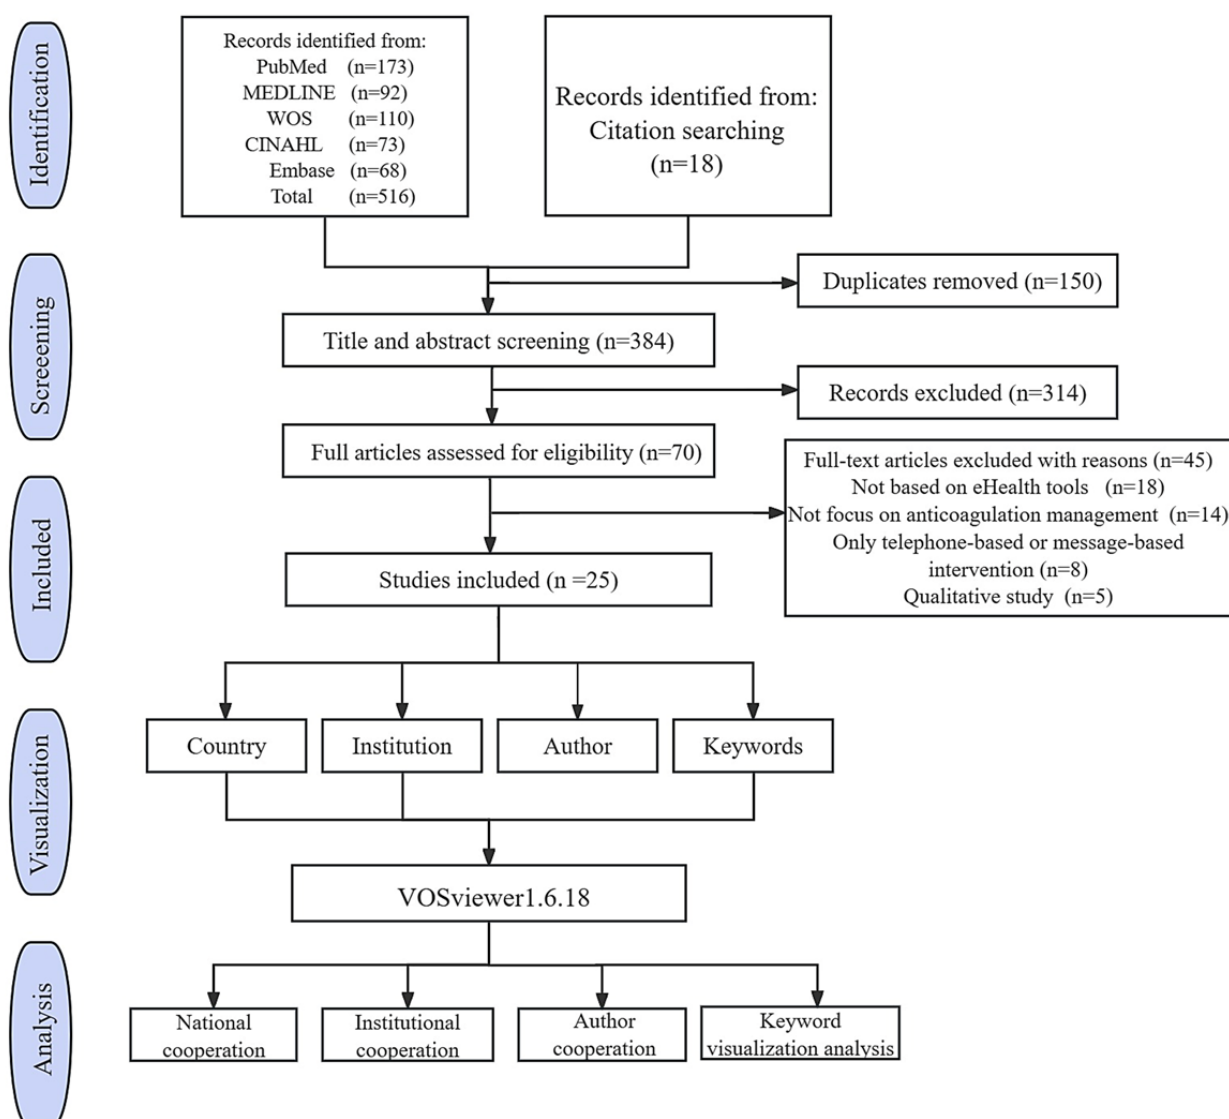 Identification
Records identified from:
PubMed (n=173)
MEDLINE (n=92)
WOS (n=110)
CINAHL (n=73)
Embase (n=68)
Total (n=516)
Records identified from:
Citation searching
(n=18)
Screeening
Duplicates removed (n=150)
Title and abstract screening (n=384)
Records excluded (n=314)
Full articles assessed for eligibility (n=70)
Full-text articles excluded with reasons (n=45)
Not based on eHealth tools (n=18)
Not focus on anticoagulation management (n=14)
Only telephone-based or message-based
intervention (n=8)
Qualitative study (n=5)
Included
Studies included (n =25)
Visualization
Country
Institution
Author
Keywords
VOSviewer1.6.18
Analysis
National
cooperation
Institutional
cooperation
Author
cooperation
Keyword
visualization analysis